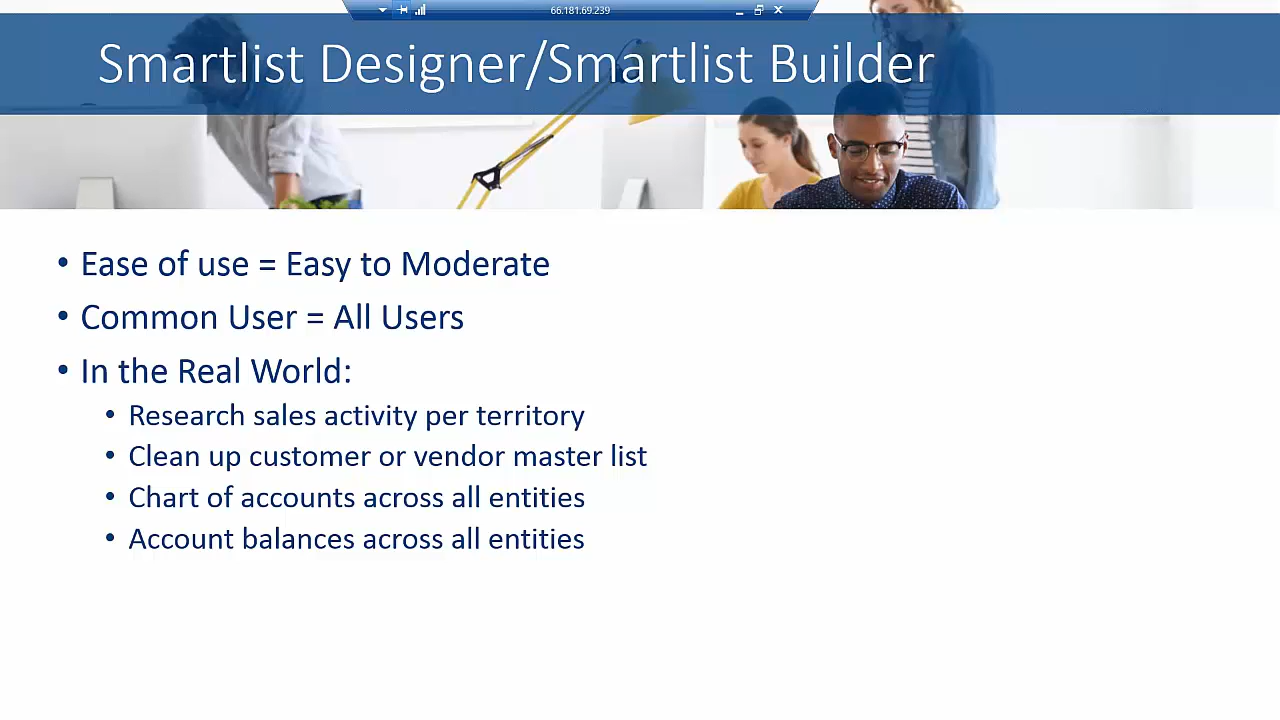 66.181.69.239
Smartlist Designer/Smartlist Builder
• Ease of use = Easy to Moderate
• Common User = All Users
• In the Real World:
• Research sales activity per territory
• Clean up customer or vendor master list
• Chart of accounts across all entities
• Account balances across all entities